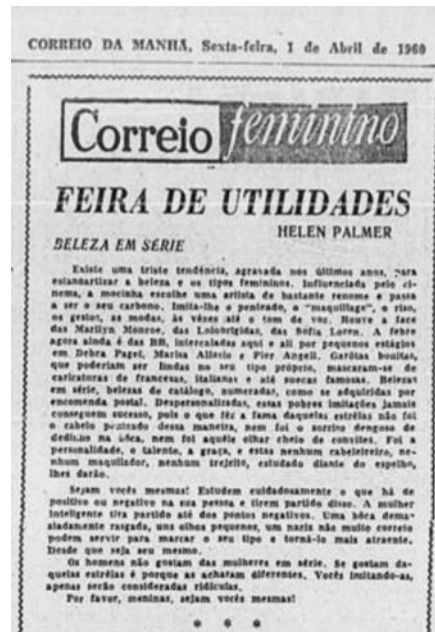 CORREIO DA MANHÃ, Sexta-feira, 1 de Abril de 1960
Correio feminino
FEIRA DE UTILIDADES
HELEN PALMER
BELEZA EM SÉRIE
Existe uma triste tendência, agravada nos últimos anos, para
estandartizar a beleza e os tipos femininos. Influenciada pelo ci-
nema, a mocinha escolhe uma artista de bastante renome e passa
a ser o seu carbono. Imita-lhe o penteado, a "maquillage", o riso,
os gestos, as modas, às vêzes até o tom de voz. Houve a face
das Marilyn Monroe, das Lolobrigidas, das Sofia Loren. A febre
agora ainda é das BB, intercaladas aqui e ali por pequenos estágios
em Debra Paget, Marisa Allasio e Pier Angeli. Garôtas bonitas,
que poderiam ser lindas no seu tipo próprio, mascaram-se de
caricaturas de francesas, italianas e até suecas famosas. Belezas
em série, belezas de catálogo, numeradas, como se adquiridas por
encomenda postal. Despersonalizadas, essas pobres imitações jamais
conseguem sucesso, pois o que fêz a fama daquelas estrêlas não foi
o cabelo penteado dessa maneira, nem foi o sorriso dengoso de
dedinho na bôca, nem foi aquêle olhar cheio de convites. Foi a
personalidade, o talento, a graça, e estas nenhum cabeleireiro, ne-
nhum maquilador, nenhum trejeito, estudado diante do espelho,
lhes darão.
Sejam vocês mesmas! Estudem cuidadosamente o que há de
positivo ou negativo na sua pessoa e tirem partido disso. A mulher
inteligente tira partido até dos pontos negativos. Uma bôca dema-
siadamente rasgada, uns olhos pequenos, um nariz não muito correto
podem servir para marcar o seu tipo e torná-lo mais atraente.
Desde que seja seu mesmo.
Os homens não gostam das mulheres em série. Se gostam da-
quelas estrêlas é porque as acharam diferentes. Vocês imitando-as,
apenas serão consideradas ridículas.
Por favor, meninas, sejam vocês mesmas!
* * *